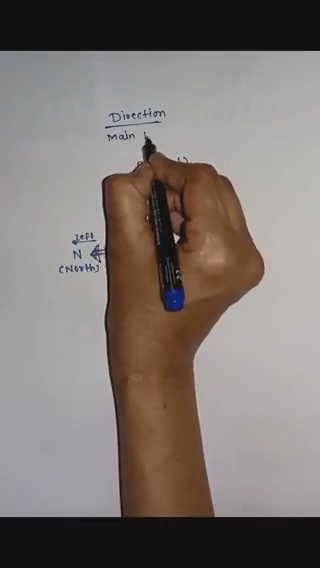 Direction
Main
Left
N
(North)